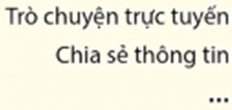 Trò chuyện trực tuyến
Chia sẻ thông tin
...